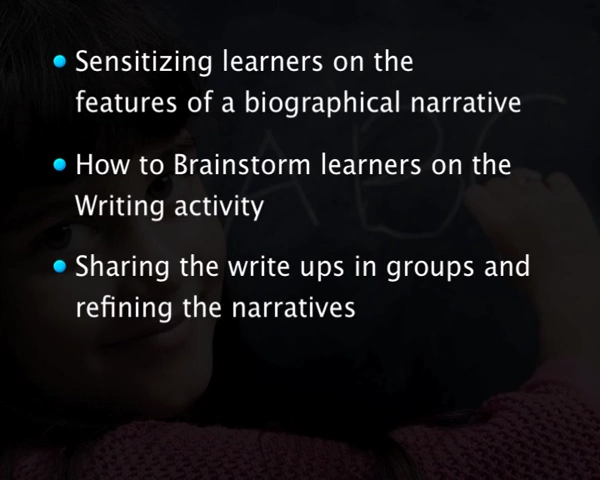 Sensitizing learners on the
features of a biographical narrative
How to Brainstorm learners on the
Writing activity
Sharing the write ups in groups and
refining the narratives
A B C